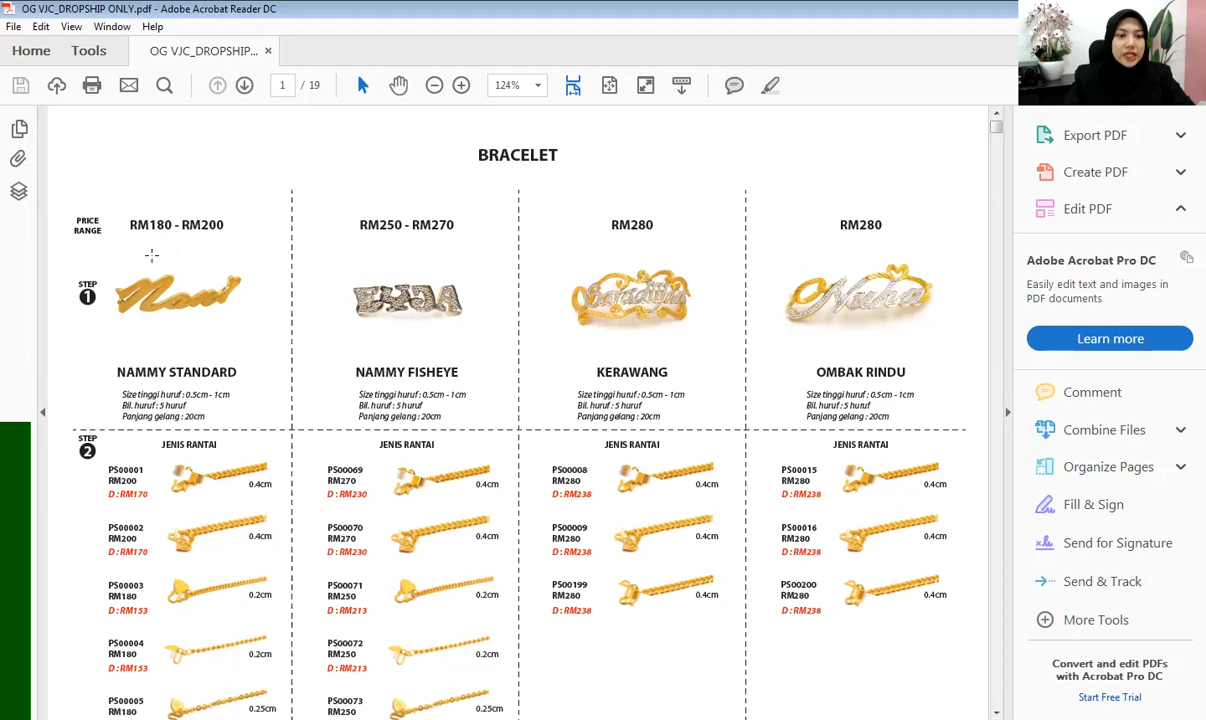 OG VJC_DROPSHIP ONLY.pdf - Adobe Acrobat Reader DC
File Edit View Window Help
Home Tools OG VJC_DROPSHIP... ×
1 / 19 124%
BRACELET
PRICE RANGE
RM180 - RM200
RM250 - RM270
RM280
RM280
STEP
1
Nani
EYDA
Nuha
NAMMY STANDARD
Size tinggi huruf : 0.5cm - 1cm
Bil. huruf : 5 huruf
Panjang gelang : 20cm
NAMMY FISHEYE
Size tinggi huruf : 0.5cm - 1cm
Bil. huruf : 5 huruf
Panjang gelang : 20cm
KERAWANG
Size tinggi huruf : 0.5cm - 1cm
Bil. huruf : 5 huruf
Panjang gelang : 20cm
OMBAK RINDU
Size tinggi huruf : 0.5cm - 1cm
Bil. huruf : 5 huruf
Panjang gelang : 20cm
STEP
2
JENIS RANTAI
PS00001
RM200
D : RM170
0.4cm
PS00002
RM200
D : RM170
0.4cm
PS00003
RM180
D : RM153
0.2cm
PS00004
RM180
D : RM153
0.2cm
PS00005
RM180
0.25cm
JENIS RANTAI
PS00069
RM270
D : RM230
0.4cm
PS00070
RM270
D : RM230
0.4cm
PS00071
RM250
D : RM213
0.2cm
PS00072
RM250
D : RM213
0.2cm
PS00073
RM250
0.25cm
JENIS RANTAI
PS00008
RM280
D : RM238
0.4cm
PS00009
RM280
D : RM238
0.4cm
PS00199
RM280
D : RM238
0.4cm
JENIS RANTAI
PS00015
RM280
D : RM238
0.4cm
PS00016
RM280
D : RM238
0.4cm
PS00200
RM280
D : RM238
0.4cm
Export PDF
Create PDF
Edit PDF
Adobe Acrobat Pro DC
Easily edit text and images in
PDF documents
Learn more
Comment
Combine Files
Organize Pages
Fill & Sign
Send for Signature
Send & Track
More Tools
Convert and edit PDFs
with Acrobat Pro DC
Start Free Trial